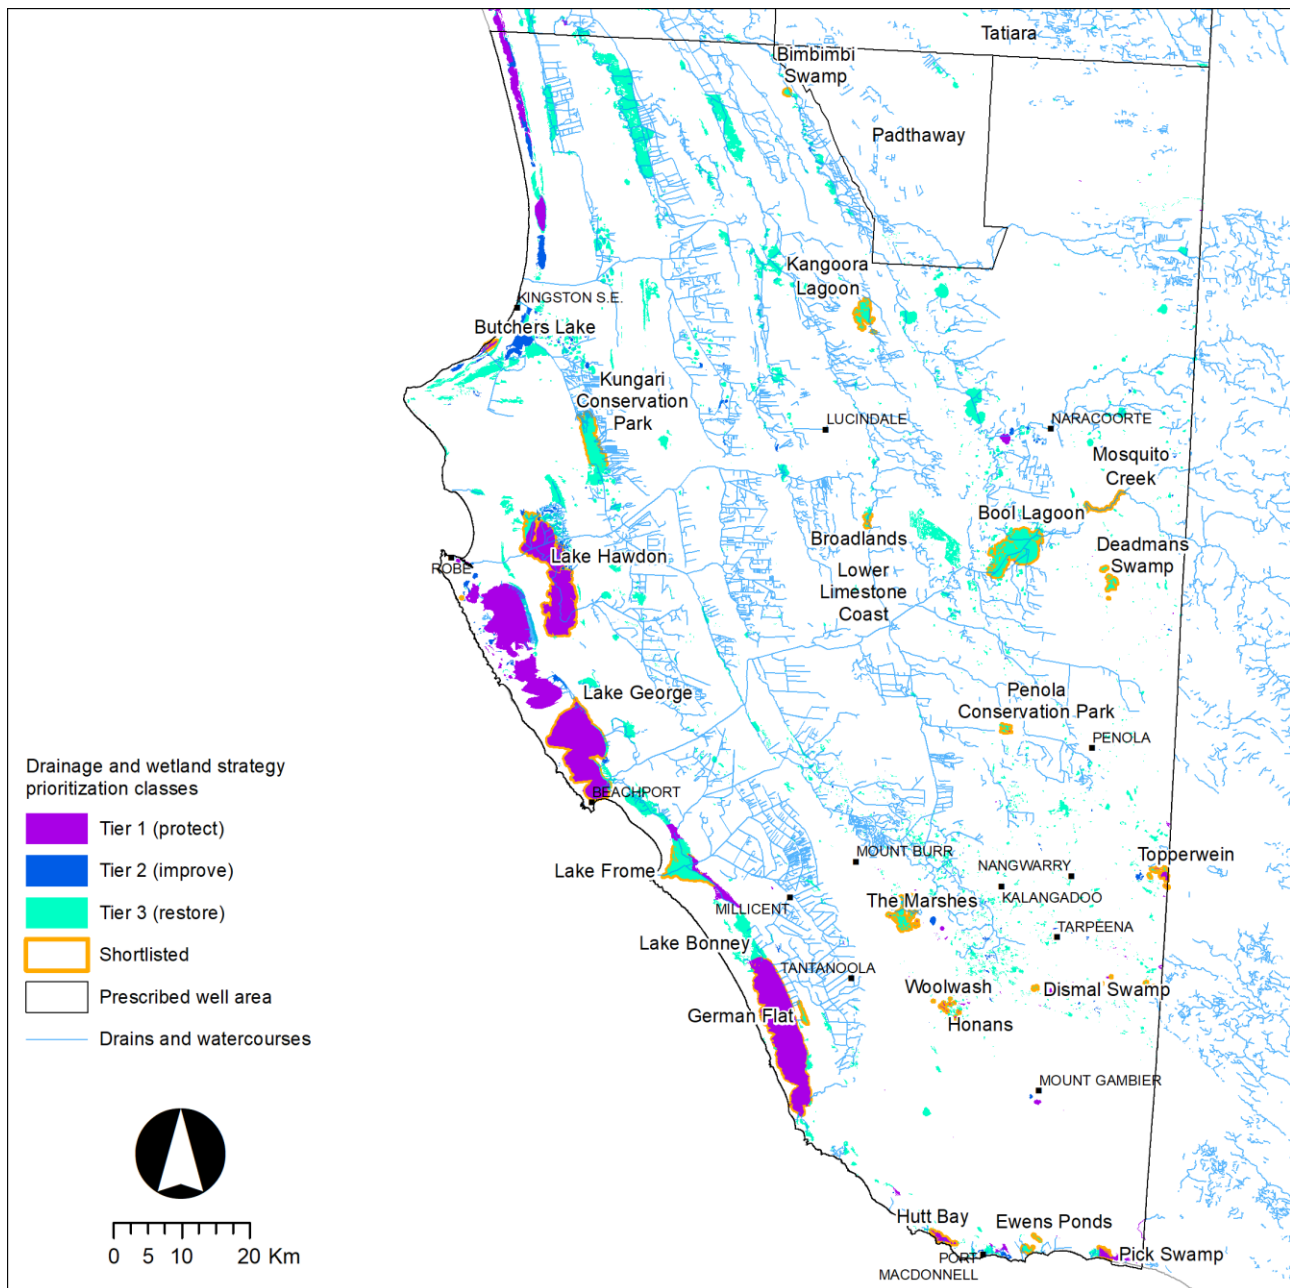 Tatiara
Bimbimbi
Swamp
Padthaway
Kangoora
Lagoon
KINGSTON S.E.
Butchers Lake
Kungari
Conservation
Park
LUCINDALE
NARACOORTE
Mosquito
Creek
Bool Lagoon
Broadlands
Deadmans
Swamp
Lake Hawdon
ROBE
Lower
Limestone
Coast
Lake George
Penola
Conservation Park
PENOLA
BEACHPORT
Drainage and wetland strategy
prioritization classes
Tier 1 (protect)
Tier 2 (improve)
Tier 3 (restore)
Shortlisted
Prescribed well area
Drains and watercourses
MOUNT BURR
NANGWARRY
Topperwein
Lake Frome
MILLICENT
The Marshes
KALANGADOO
TARPEENA
Lake Bonney
TANTANOOLA
Woolwash
Dismal Swamp
German Flat
Honans
MOUNT GAMBIER
0 5 10 20 Km
Hutt Bay
Ewens Ponds
PORT
MACDONNELL
Pick Swamp